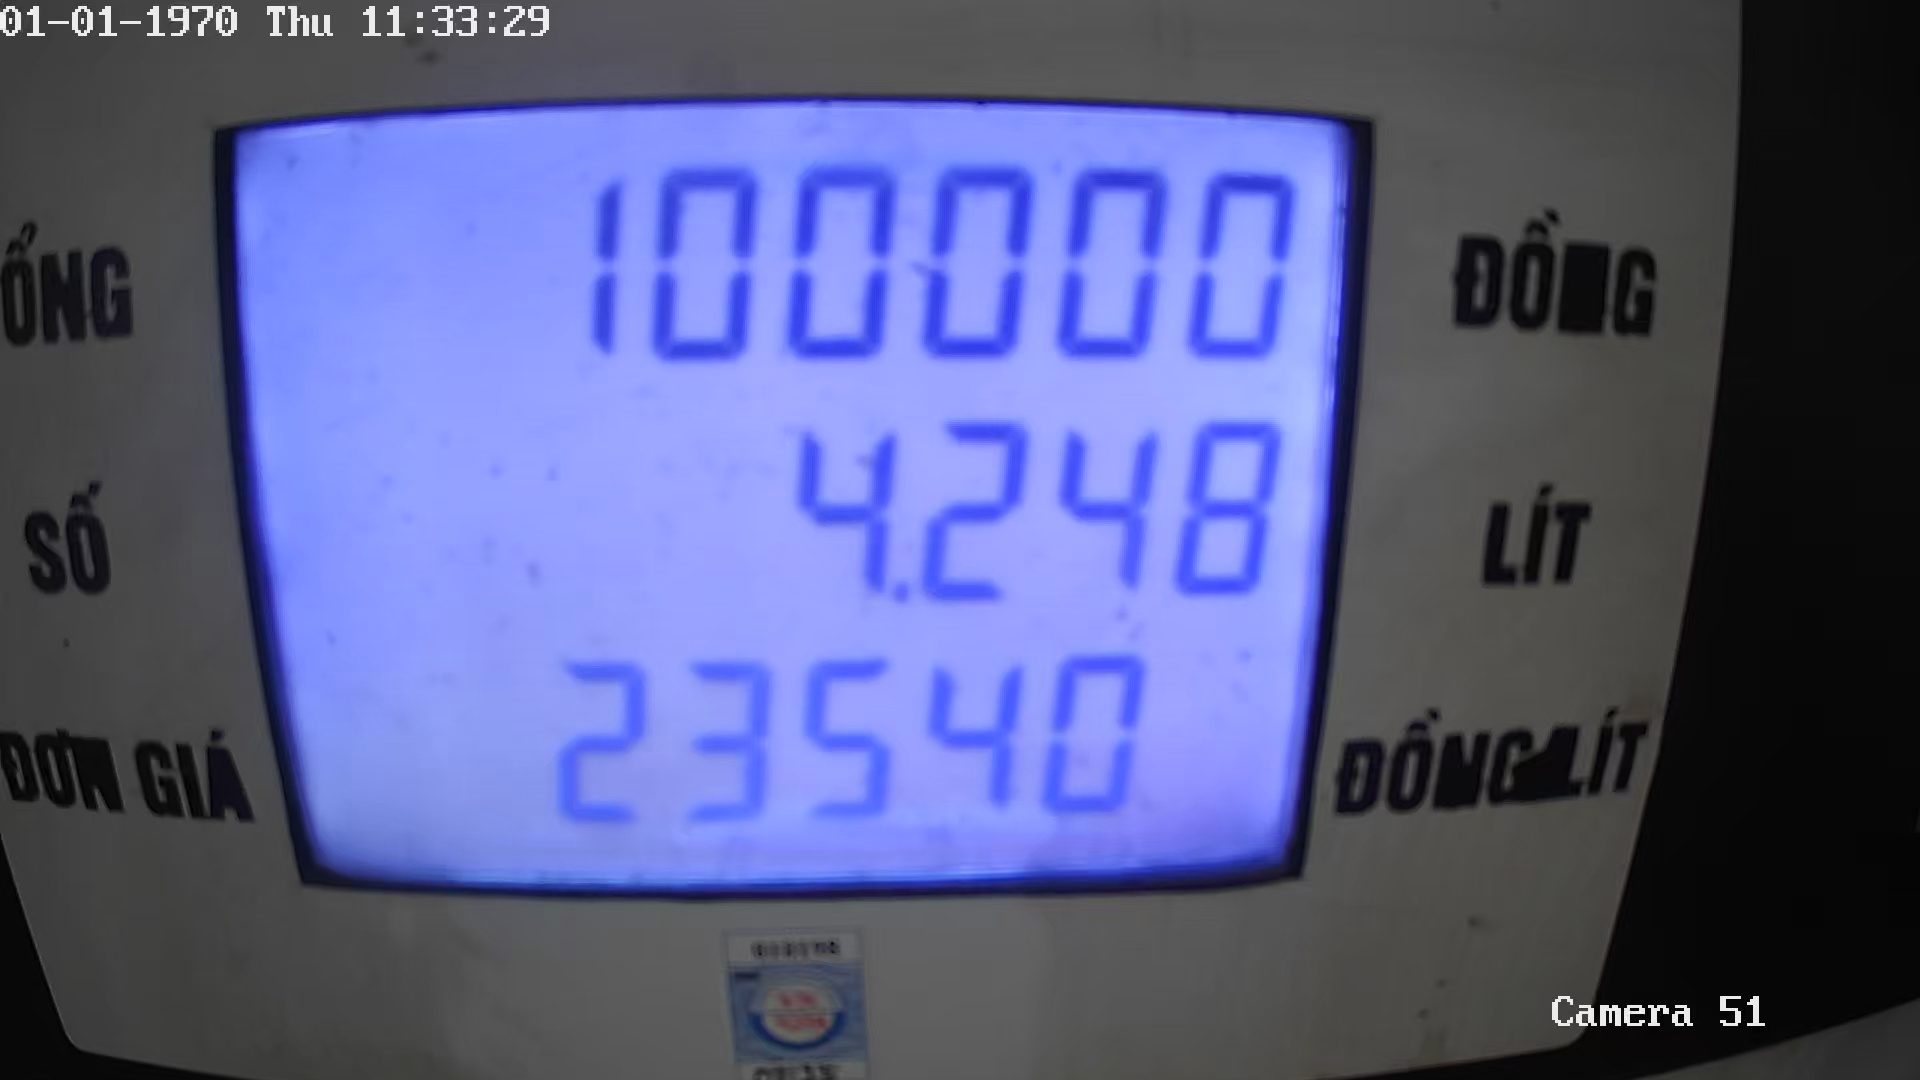 01-01-1970 Thu 11:33:29
ỔNG 100000 ĐỒNG
SỐ 4.248 LÍT
ĐƠN GIÁ 23540 ĐỒNG/LÍT
Camera 51